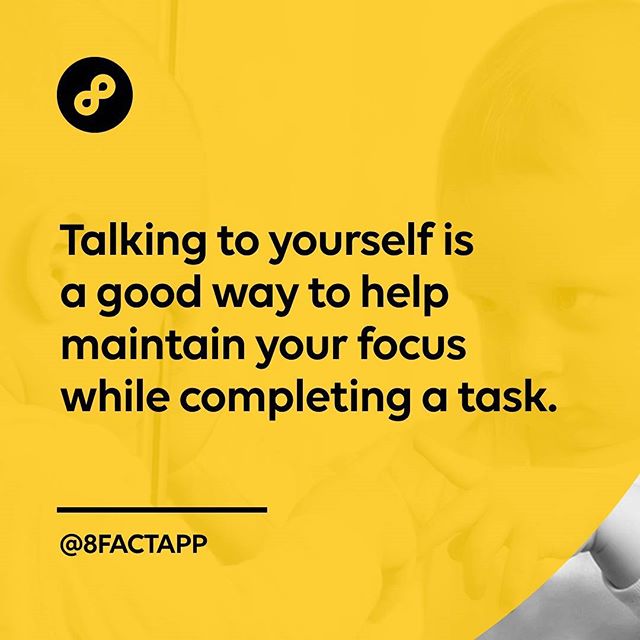 Talking to yourself is
a good way to help
maintain your focus
while completing a task.
@8FACTAPP